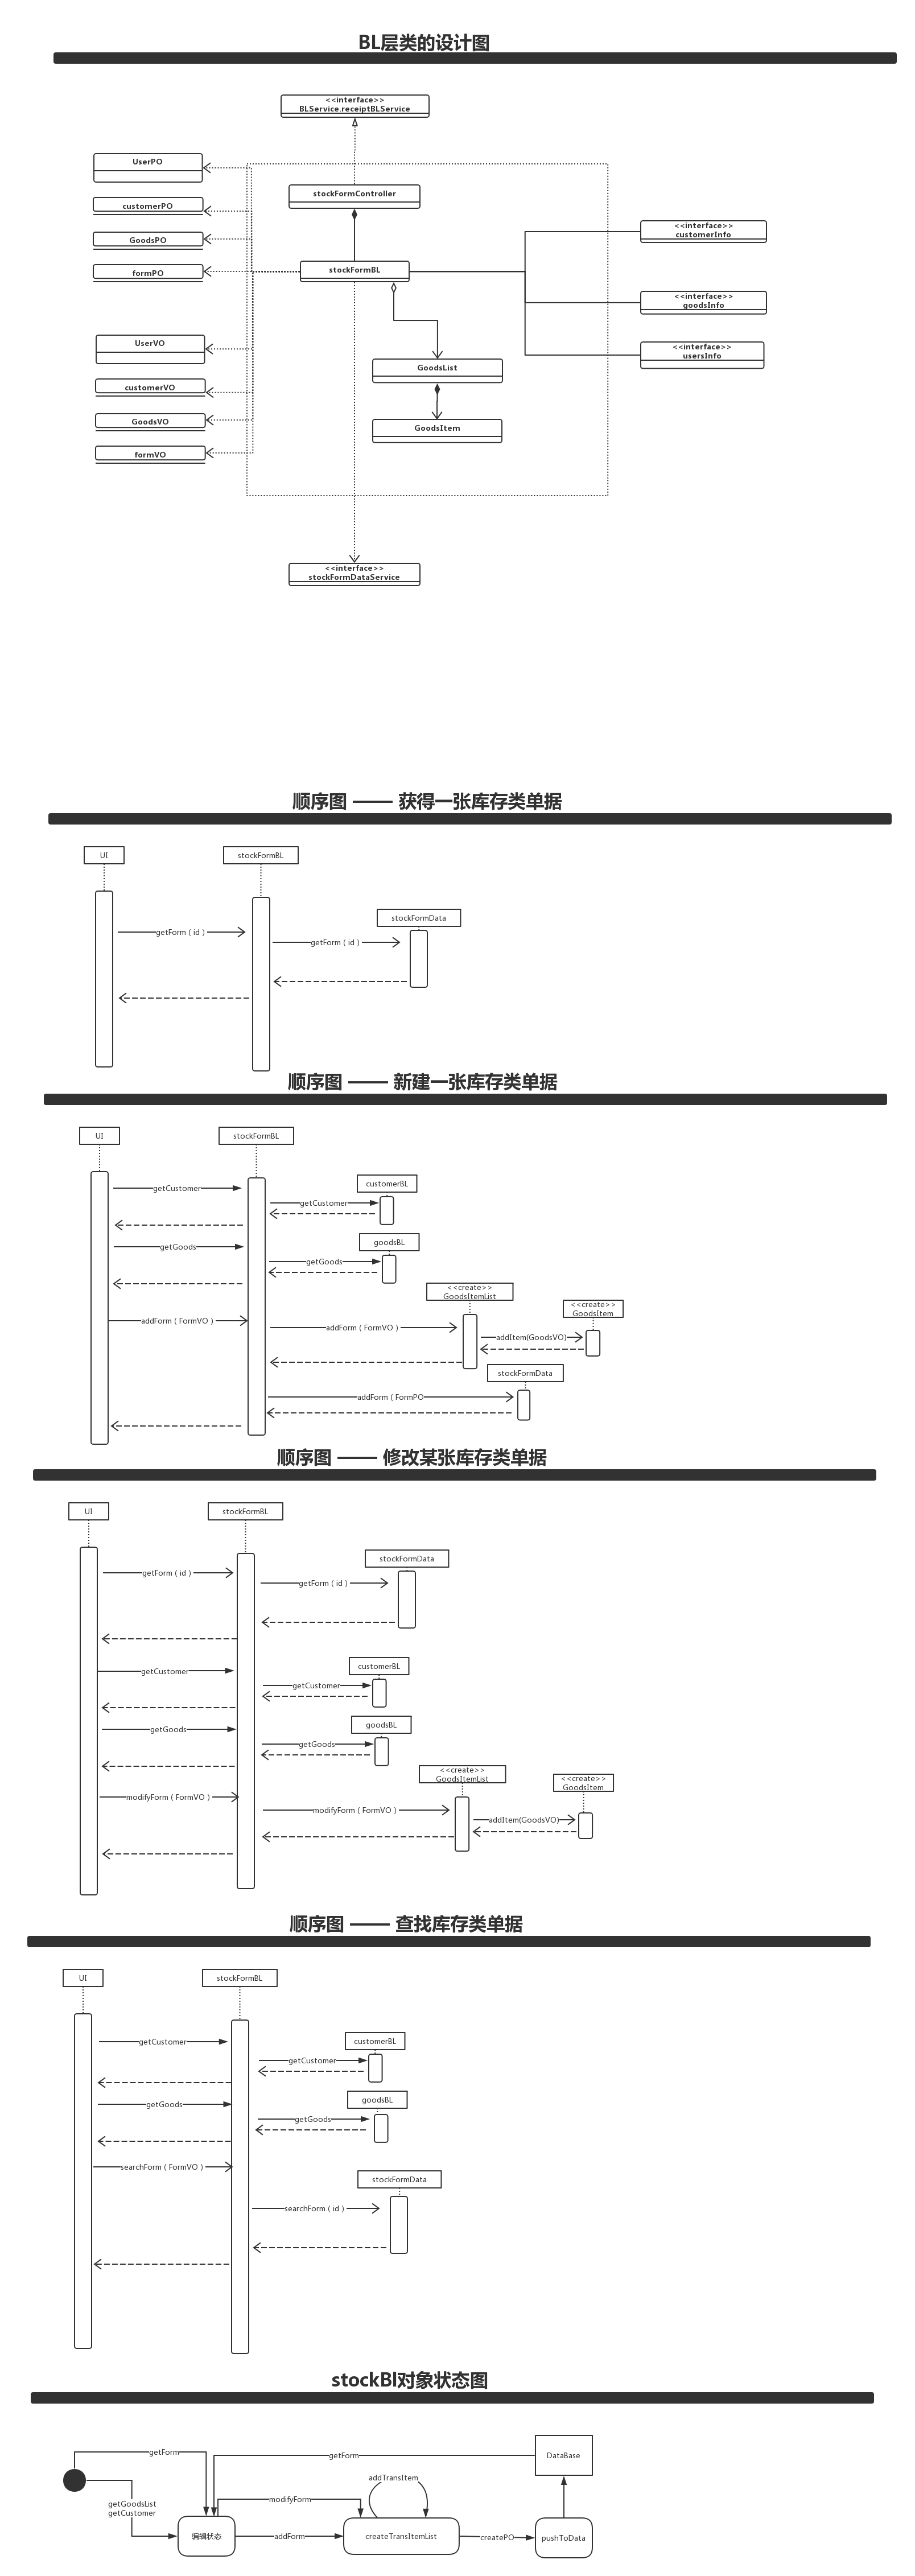 BL层类的设计图
<<interface>>
BLService.receiptBLService
UserPO
stockFormController
customerPO
<<interface>>
customerInfo
GoodsPO
formPO
stockFormBL
<<interface>>
goodsInfo
UserVO
<<interface>>
usersInfo
GoodsList
customerVO
GoodsVO
GoodsItem
formVO
<<interface>>
stockFormDataService
顺序图 —— 获得一张库存类单据
UI
stockFormBL
stockFormData
getForm ( id )
getForm ( id )
顺序图 —— 新建一张库存类单据
UI
stockFormBL
customerBL
getCustomer
getCustomer
goodsBL
getGoods
getGoods
<<create>>
GoodsItemList
<<create>>
GoodsItem
addForm ( FormVO )
addForm ( FormVO )
addItem(GoodsVO)
stockFormData
addForm ( FormPO
顺序图 —— 修改某张库存类单据
UI
stockFormBL
stockFormData
getForm ( id )
getForm ( id )
customerBL
getCustomer
getCustomer
goodsBL
getGoods
getGoods
<<create>>
GoodsItemList
<<create>>
GoodsItem
modifyForm ( FormVO )
modifyForm ( FormVO )
addItem(GoodsVO)
顺序图 —— 查找库存类单据
UI
stockFormBL
customerBL
getCustomer
getCustomer
goodsBL
getGoods
getGoods
searchForm ( FormVO )
stockFormData
searchForm ( id )
stockBl对象状态图
getForm
getForm
DataBase
addTransItem
modifyForm
getGoodsList
getCustomer
编辑状态
addForm
createTransItemList
createPO
pushToData